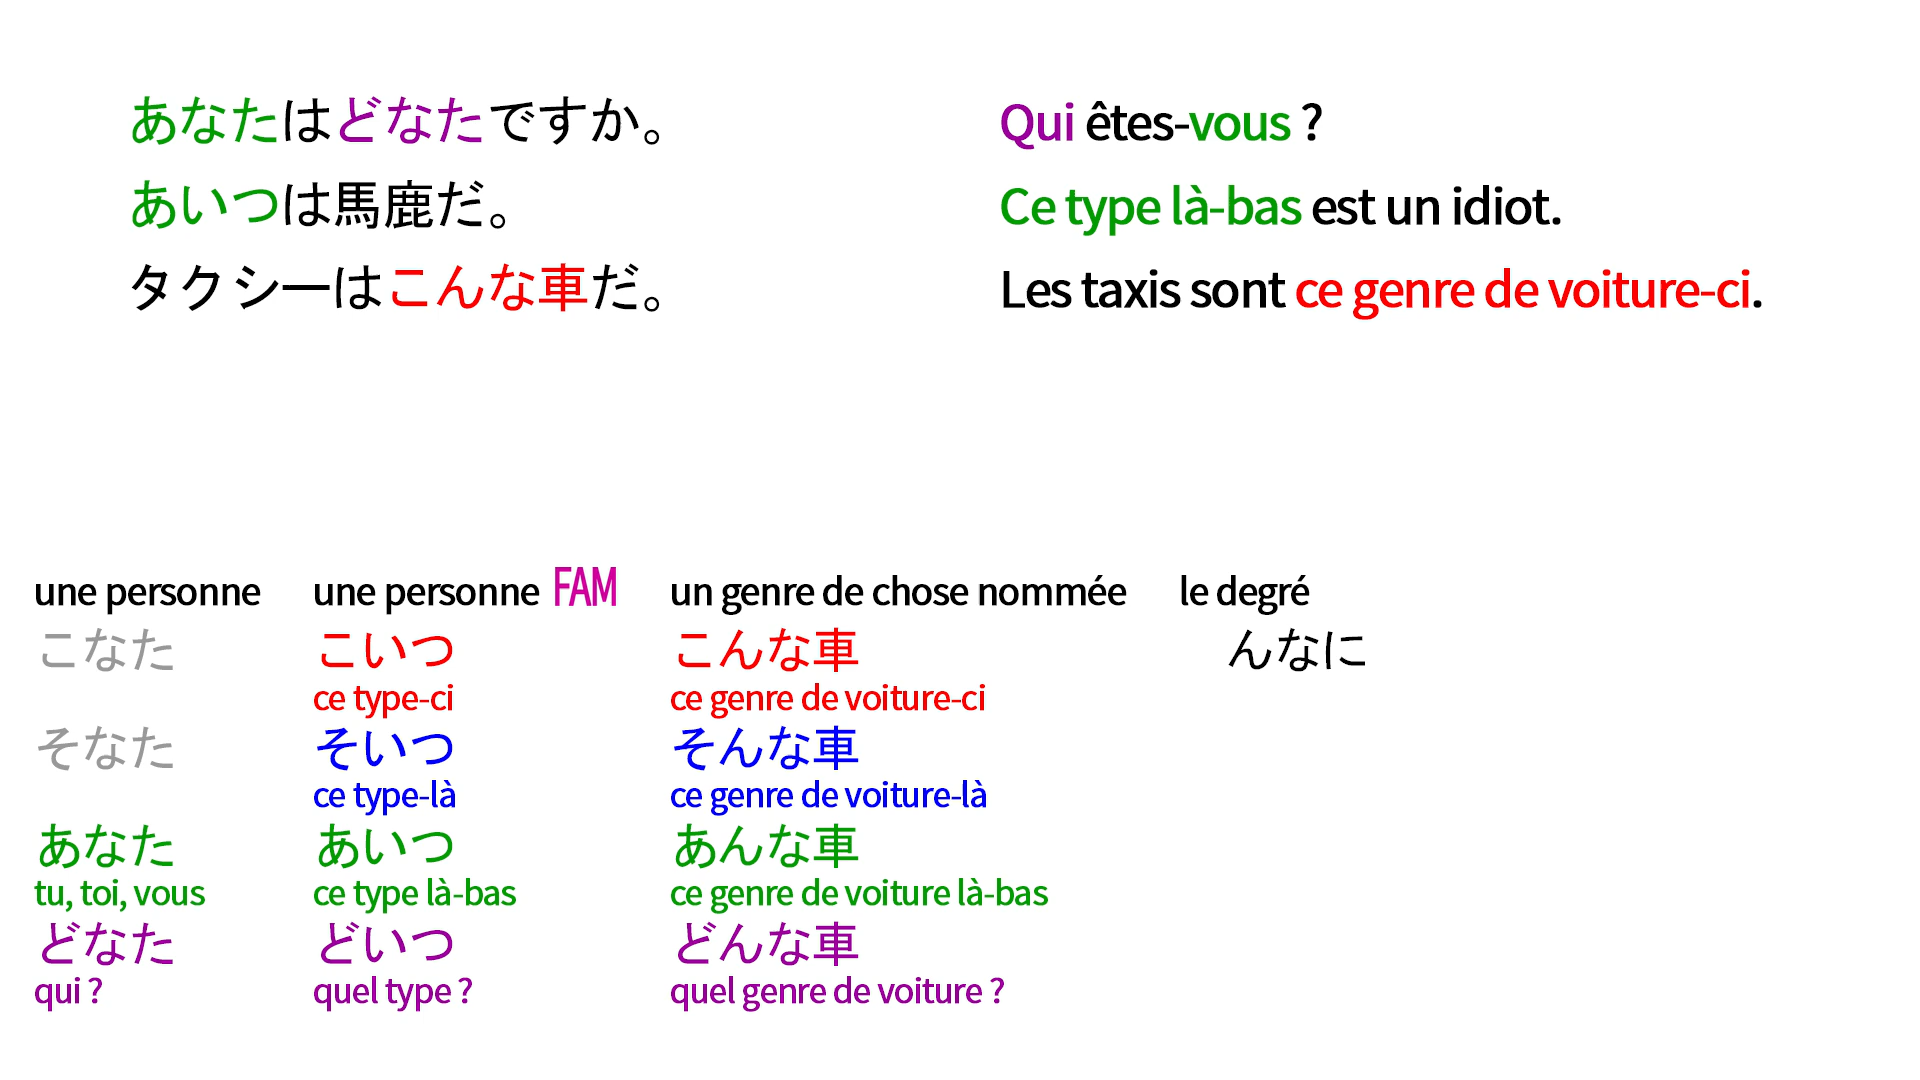 あなたはどなたですか。 Qui êtes-vous ?
あいつは馬鹿だ。 Ce type là-bas est un idiot.
タクシーはこんな車だ。 Les taxis sont ce genre de voiture-ci.
une personne une personne FAM un genre de chose nommée le degré
こなた こいつ こんな車 んなに
ce type-ci ce genre de voiture-ci
そなた そいつ そんな車
ce type-là ce genre de voiture-là
あなた あいつ あんな車
tu, toi, vous ce type là-bas ce genre de voiture là-bas
どなた どいつ どんな車
qui ? quel type ? quel genre de voiture ?